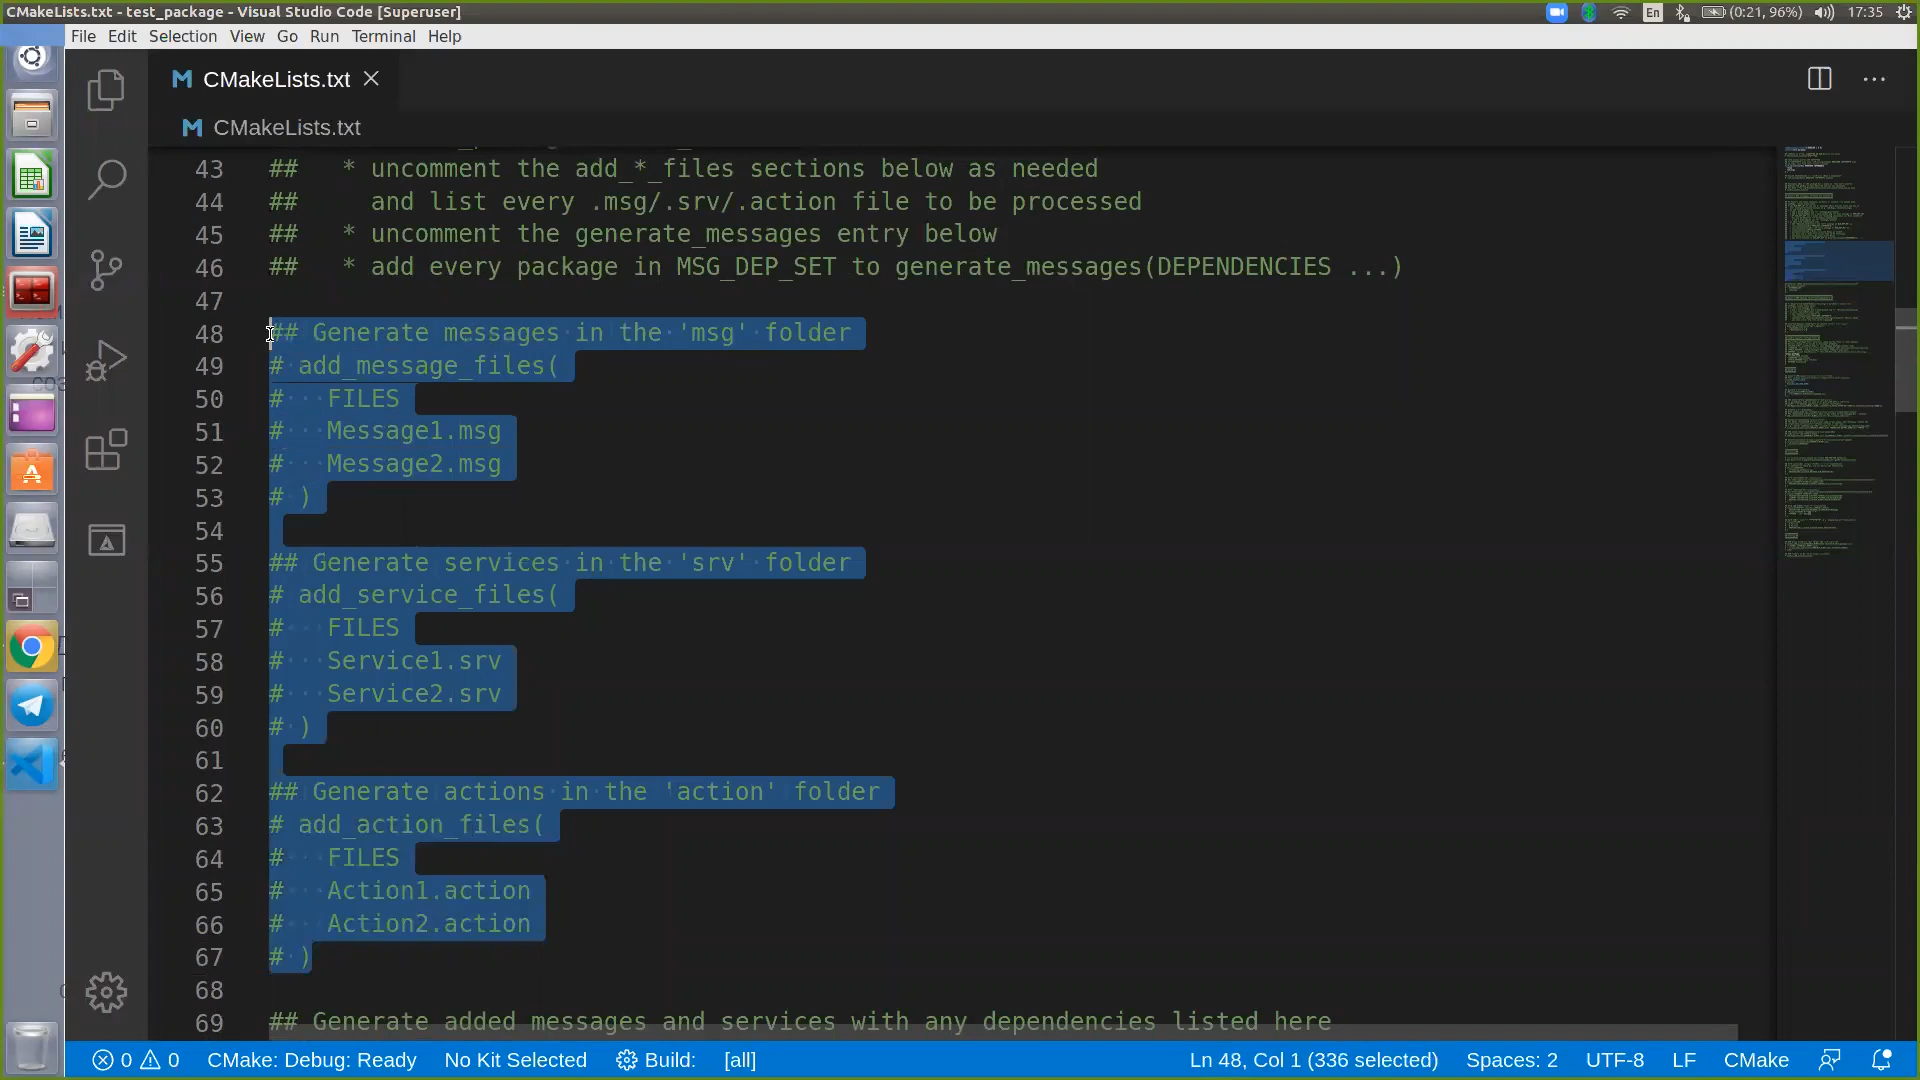 CMakeLists.txt - test_package - Visual Studio Code [Superuser]
En
(0:21, 96%)
17:35
File Edit Selection View Go Run Terminal Help
CMakeLists.txt
CMakeLists.txt
43 ##   * uncomment the add_*_files sections below as needed
44 ##     and list every .msg/.srv/.action file to be processed
45 ##   * uncomment the generate_messages entry below
46 ##   * add every package in MSG_DEP_SET to generate_messages(DEPENDENCIES ...)
47
48 ## Generate messages in the 'msg' folder
49 # add_message_files(
50 #   FILES
51 #   Message1.msg
52 #   Message2.msg
53 # )
54
55 ## Generate services in the 'srv' folder
56 # add_service_files(
57 #   FILES
58 #   Service1.srv
59 #   Service2.srv
60 # )
61
62 ## Generate actions in the 'action' folder
63 # add_action_files(
64 #   FILES
65 #   Action1.action
66 #   Action2.action
67 # )
68
69 ## Generate added messages and services with any dependencies listed here
0 0 CMake: Debug: Ready No Kit Selected Build: [all] Ln 48, Col 1 (336 selected) Spaces: 2 UTF-8 LF CMake